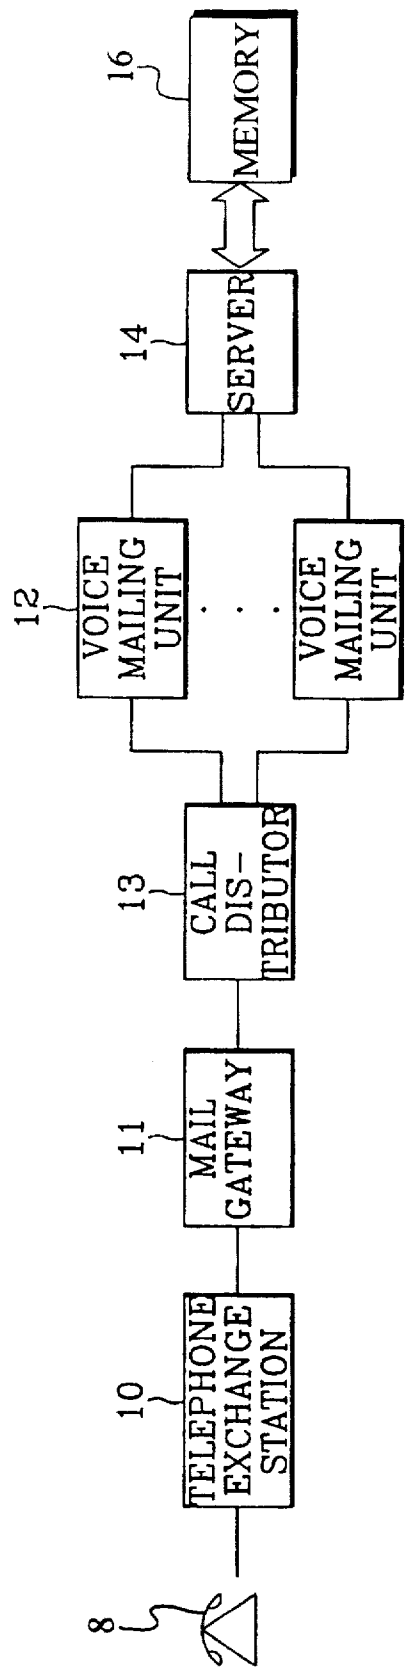 8
10
TELEPHONE
EXCHANGE
STATION
11
MAIL
GATEWAY
13
CALL
DIS-
TRIBUTOR
12
VOICE
MAILING
UNIT
. . .
VOICE
MAILING
UNIT
14
SERVER
16
MEMORY